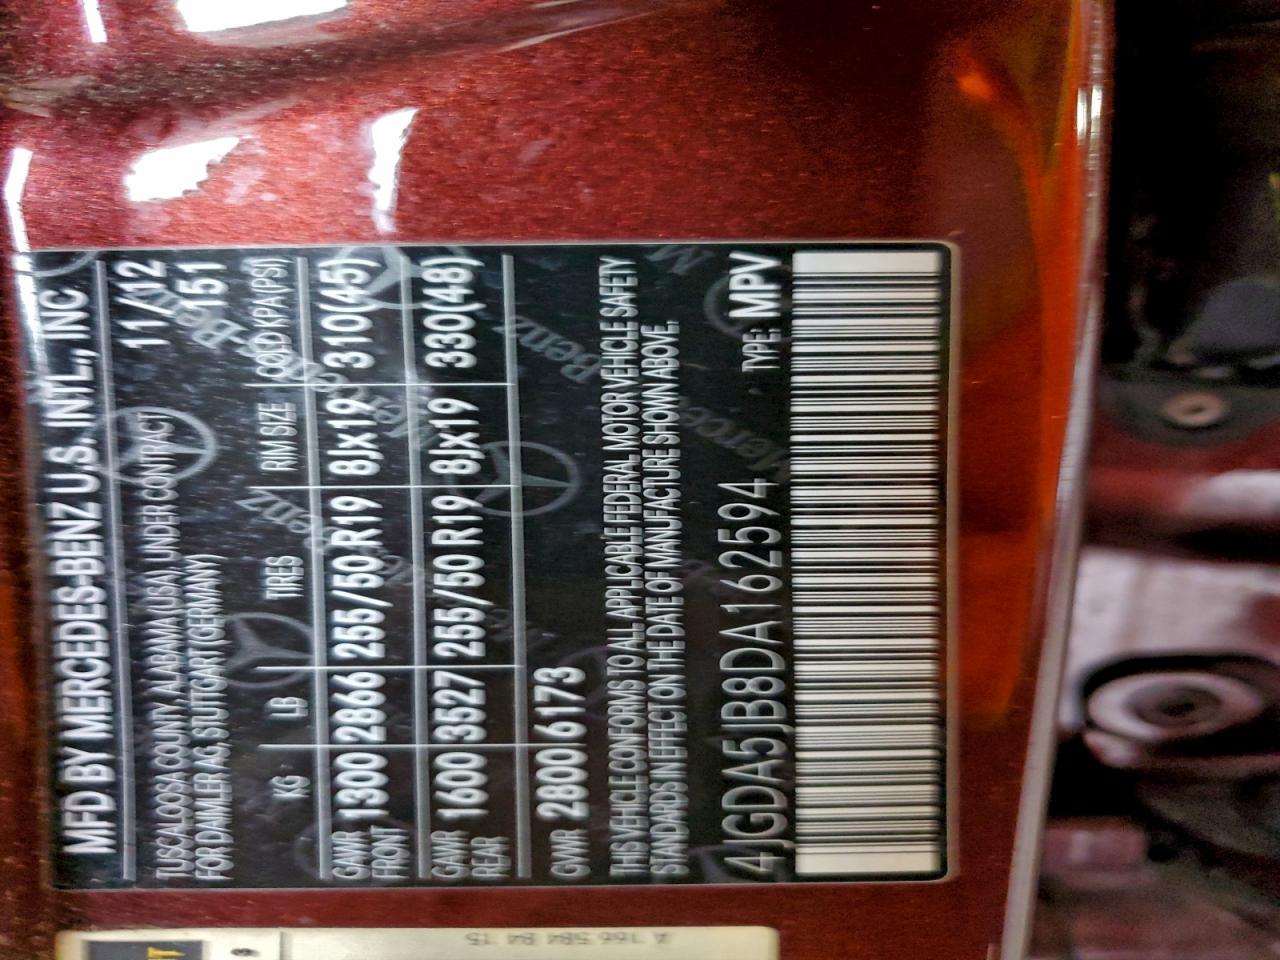 MFD BY MERCEDES-BENZ U.S. INTL., INC
TUSCALOOSA COUNTY, ALABAMA (USA), UNDER CONTRACT 11/12
FOR DAIMLER AG, STUTTGART (GERMANY) 151
KG LB TIRES RIM SIZE COLD KPA (PSI)
GAWR FRONT 1300 2866 255/50 R19 8Jx19 310(45)
GAWR REAR 1600 3527 255/50 R19 8Jx19 330(48)
GVWR 2800 6173
THIS VEHICLE CONFORMS TO ALL APPLICABLE FEDERAL MOTOR VEHICLE SAFETY
STANDARDS IN EFFECT ON THE DATE OF MANUFACTURE SHOWN ABOVE.
4JGDA5JB8DA162594 TYPE: MPV
A 166 584 84 15